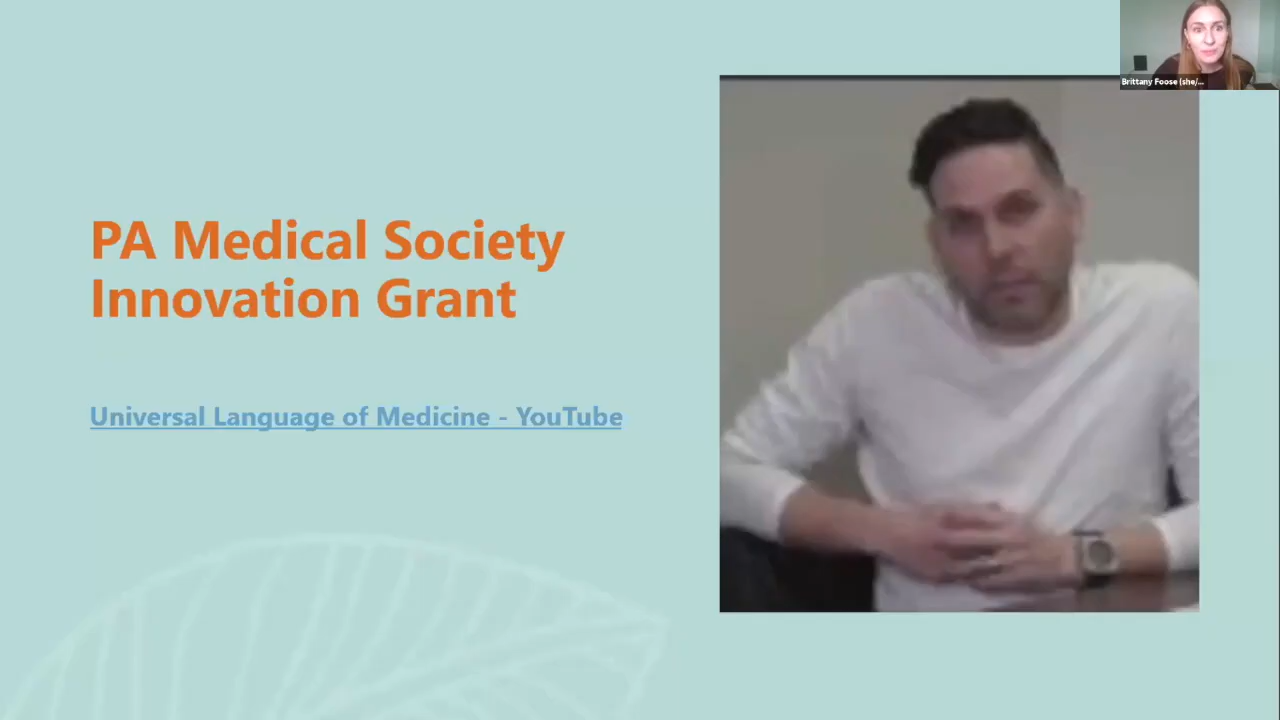 Brittany Foose (she/...
PA Medical Society
Innovation Grant
Universal Language of Medicine - YouTube